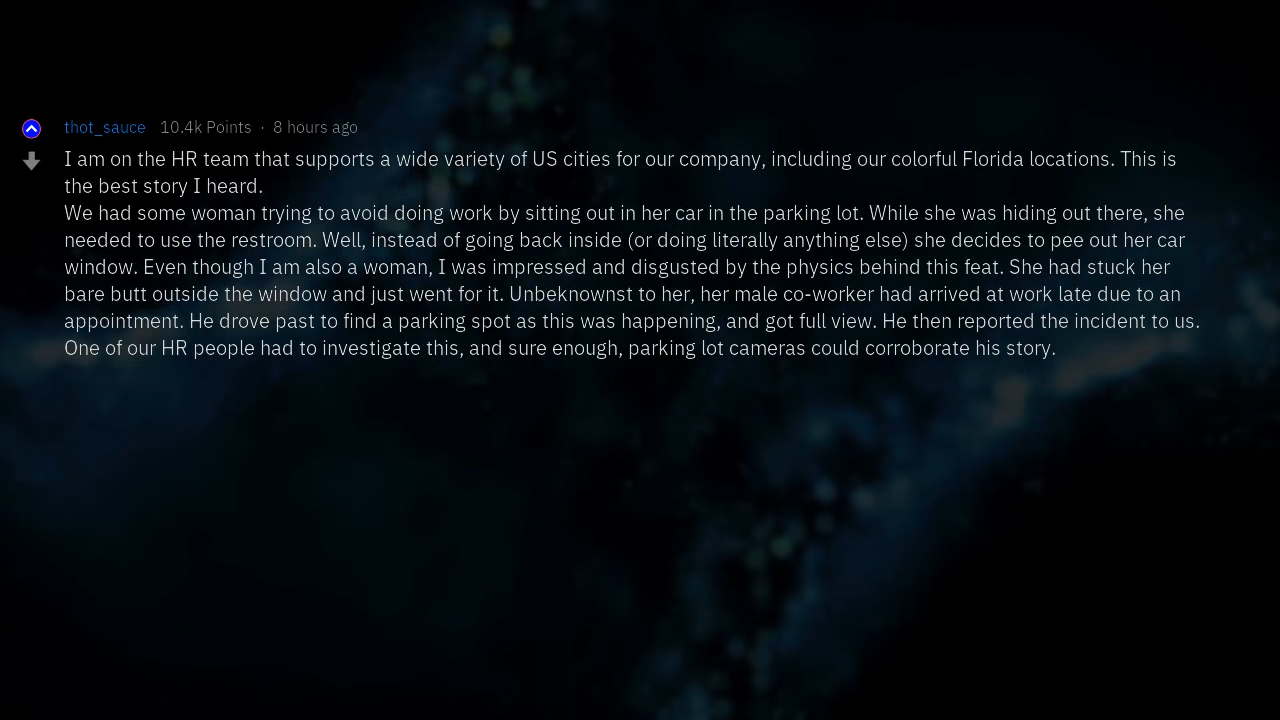 thot_sauce 10.4k Points · 8 hours ago
I am on the HR team that supports a wide variety of US cities for our company, including our colorful Florida locations. This is
the best story I heard.
We had some woman trying to avoid doing work by sitting out in her car in the parking lot. While she was hiding out there, she
needed to use the restroom. Well, instead of going back inside (or doing literally anything else) she decides to pee out her car
window. Even though I am also a woman, I was impressed and disgusted by the physics behind this feat. She had stuck her
bare butt outside the window and just went for it. Unbeknownst to her, her male co-worker had arrived at work late due to an
appointment. He drove past to find a parking spot as this was happening, and got full view. He then reported the incident to us.
One of our HR people had to investigate this, and sure enough, parking lot cameras could corroborate his story.